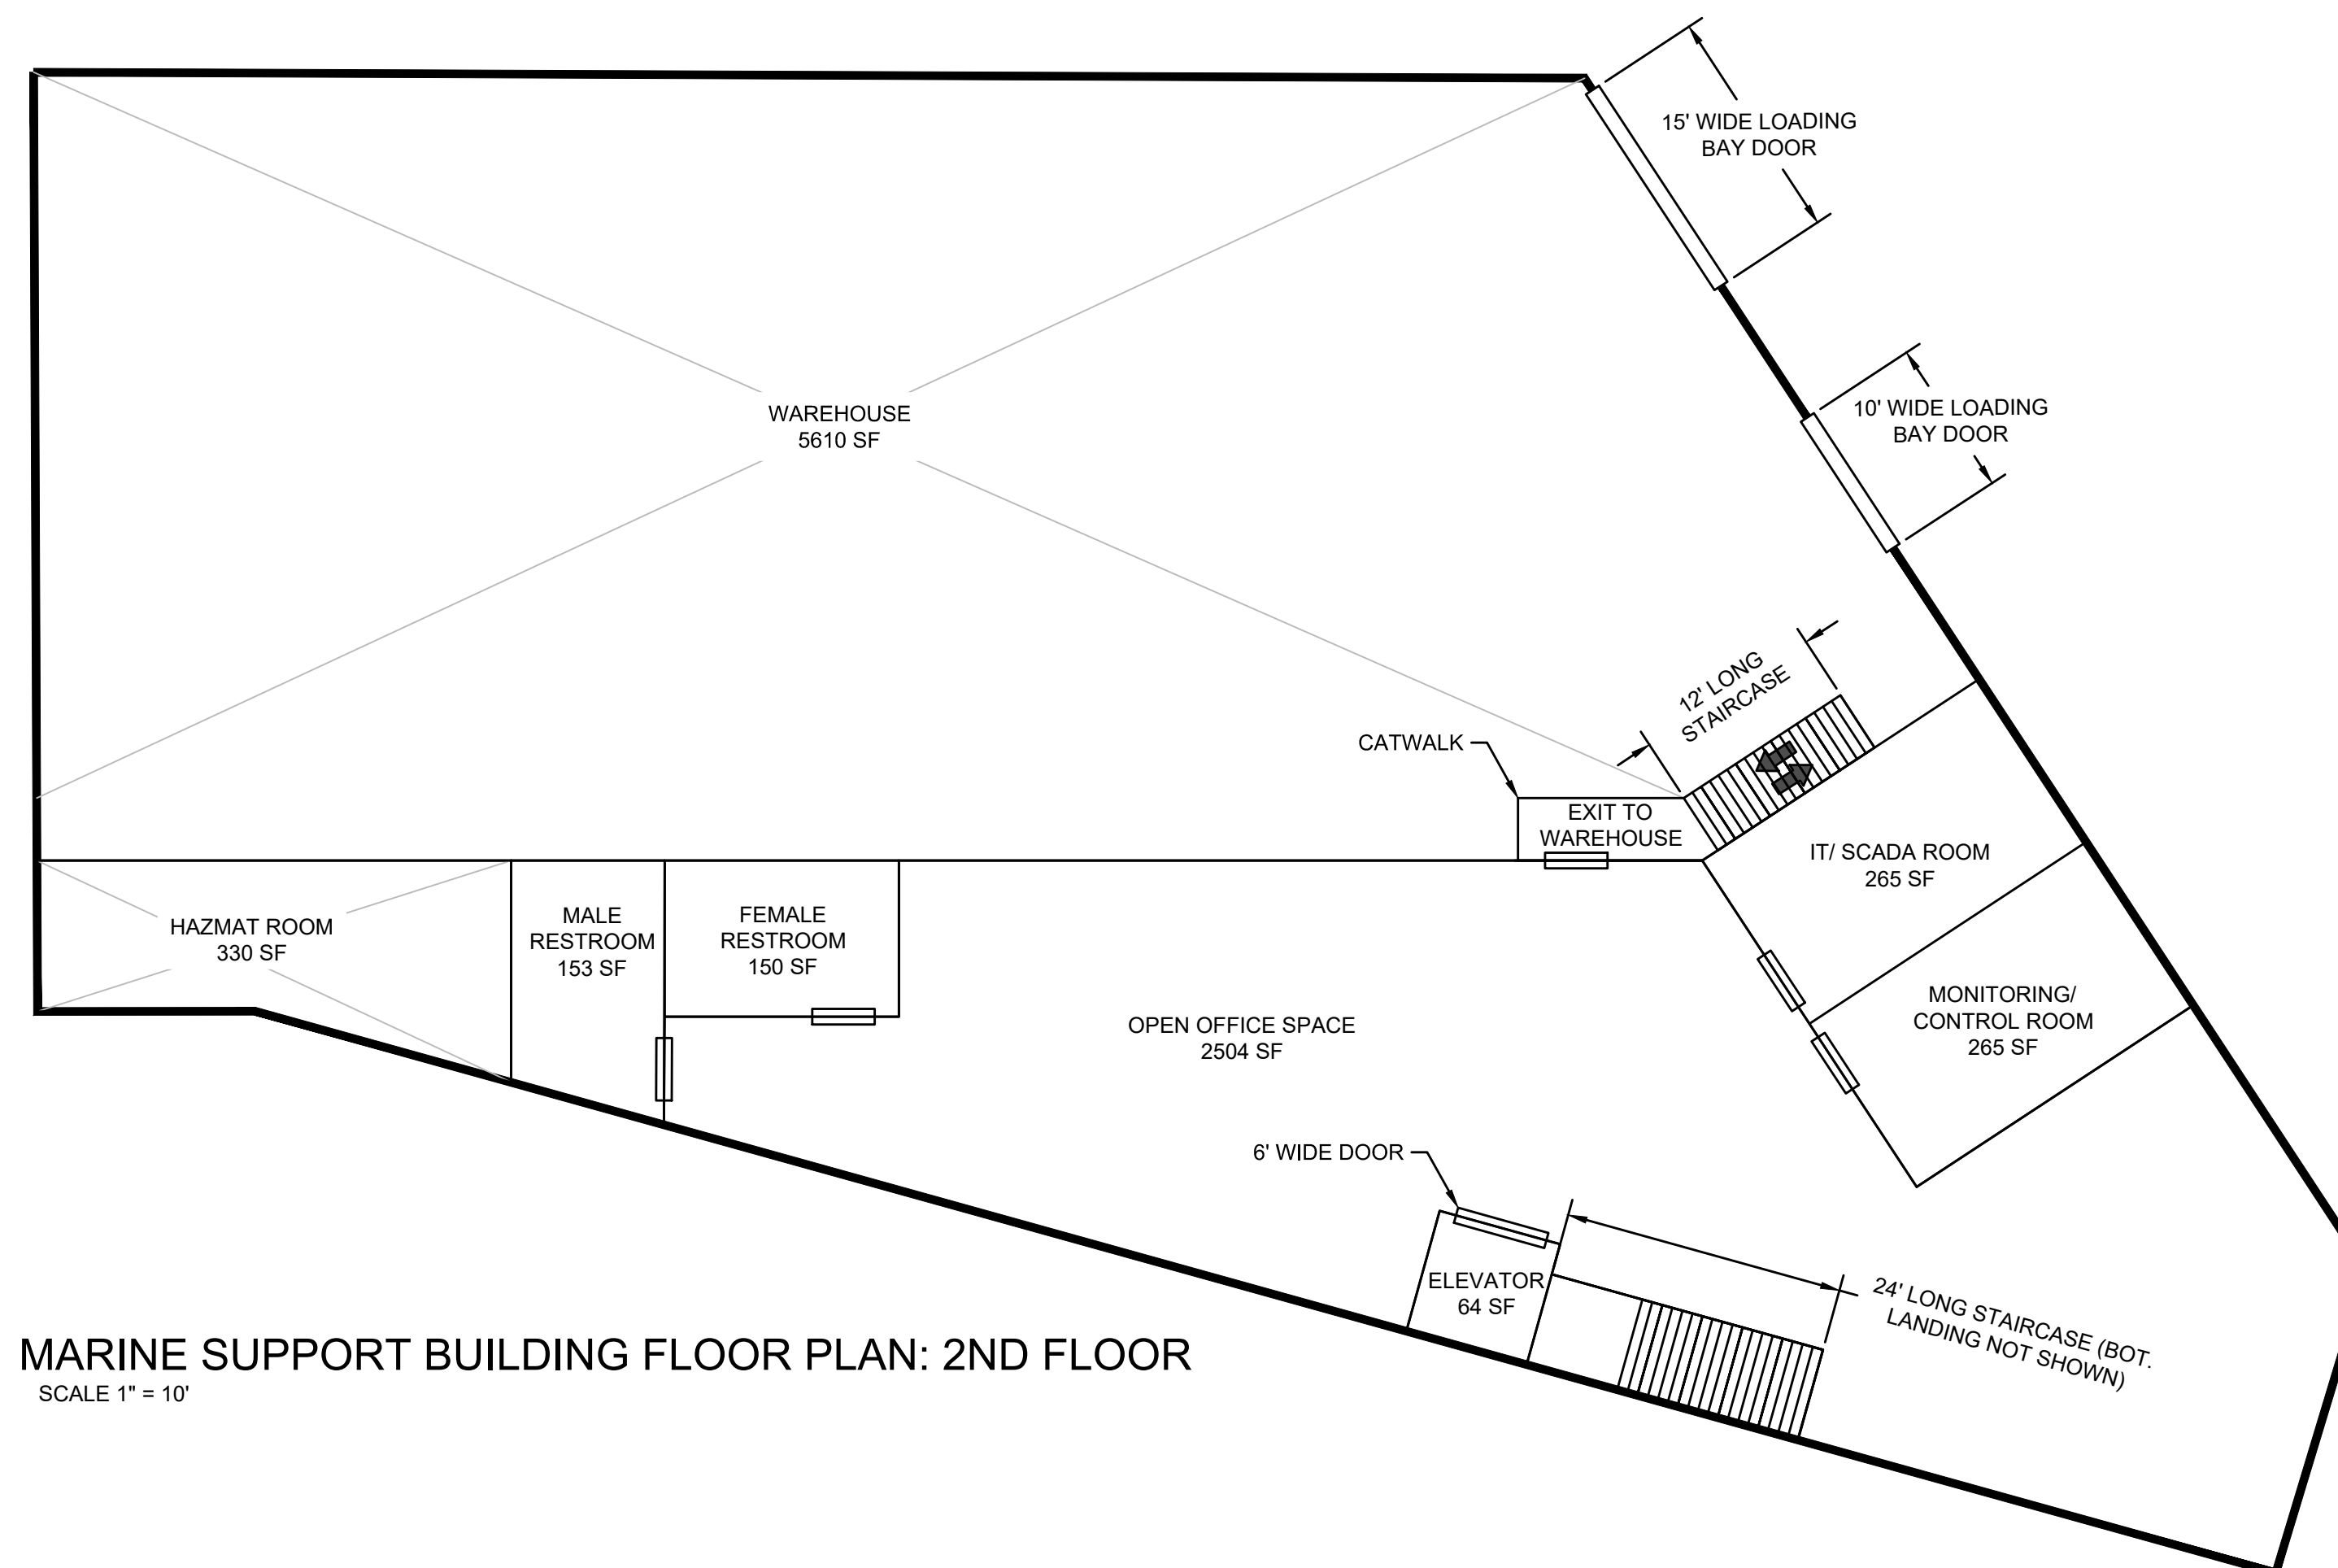 15' WIDE LOADING
BAY DOOR
WAREHOUSE
5610 SF
10' WIDE LOADING
BAY DOOR
12' LONG
STAIRCASE
CATWALK
EXIT TO
WAREHOUSE
IT/ SCADA ROOM
265 SF
HAZMAT ROOM
330 SF
MALE
RESTROOM
153 SF
FEMALE
RESTROOM
150 SF
MONITORING/
CONTROL ROOM
265 SF
OPEN OFFICE SPACE
2504 SF
6' WIDE DOOR
ELEVATOR
64 SF
24' LONG STAIRCASE (BOT.
LANDING NOT SHOWN)
MARINE SUPPORT BUILDING FLOOR PLAN: 2ND FLOOR
SCALE 1" = 10'